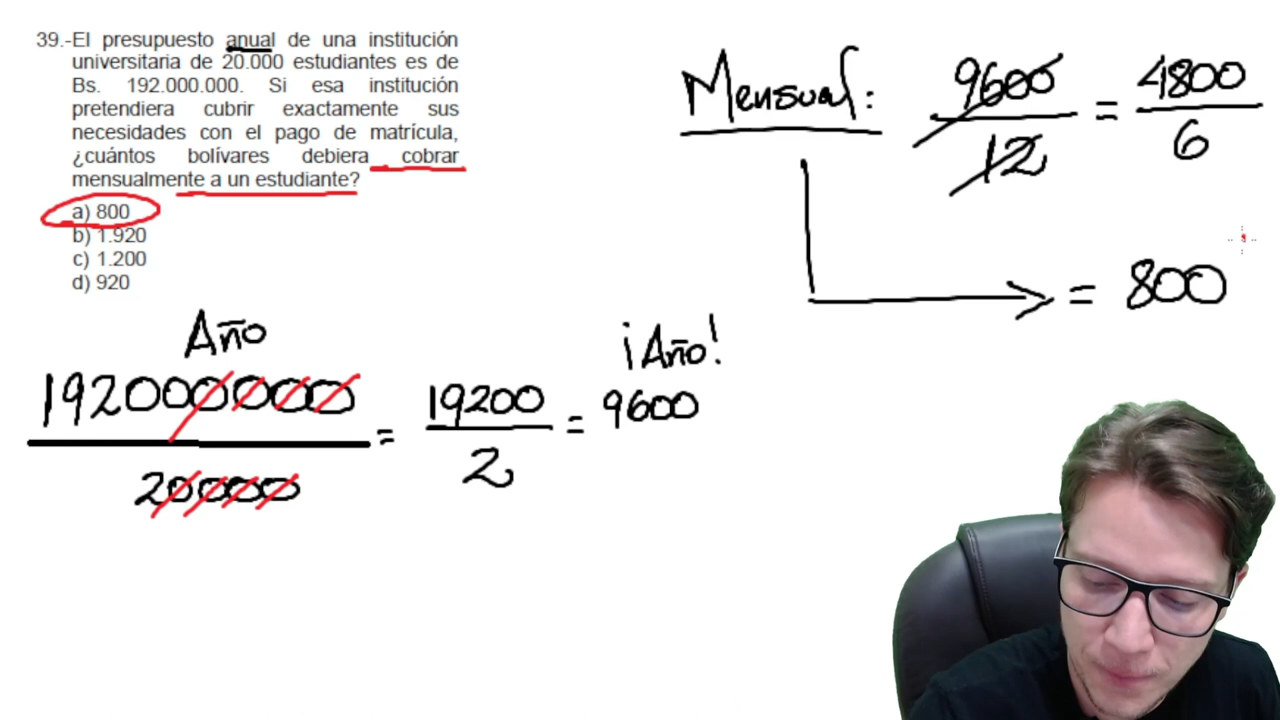 39.-El presupuesto anual de una institución
universitaria de 20.000 estudiantes es de
Bs. 192.000.000. Si esa institución
pretendiera cubrir exactamente sus
necesidades con el pago de matrícula,
¿cuántos bolívares debiera cobrar
mensualmente a un estudiante?
a) 800
b) 1.920
c) 1.200
d) 920
Mensual: 9600/12 = 4800/6
= 800
Año
192000000/20000 = 19200/2 = 9600
¡Año!